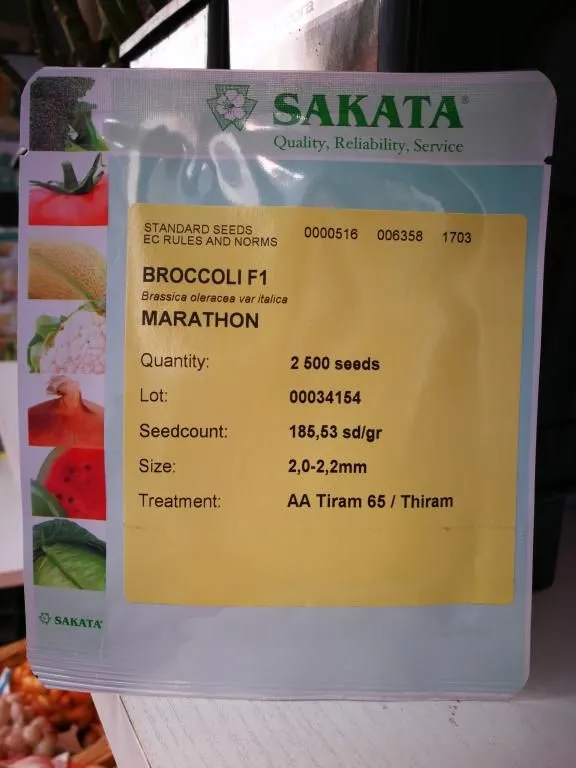 SAKATA®
Quality, Reliability, Service
STANDARD SEEDS 0000516 006358 1703
EC RULES AND NORMS
BROCCOLI F1
Brassica oleracea var italica
MARATHON
Quantity: 2 500 seeds
Lot: 00034154
Seedcount: 185,53 sd/gr
Size: 2,0-2,2mm
Treatment: AA Tiram 65 / Thiram
SAKATA®